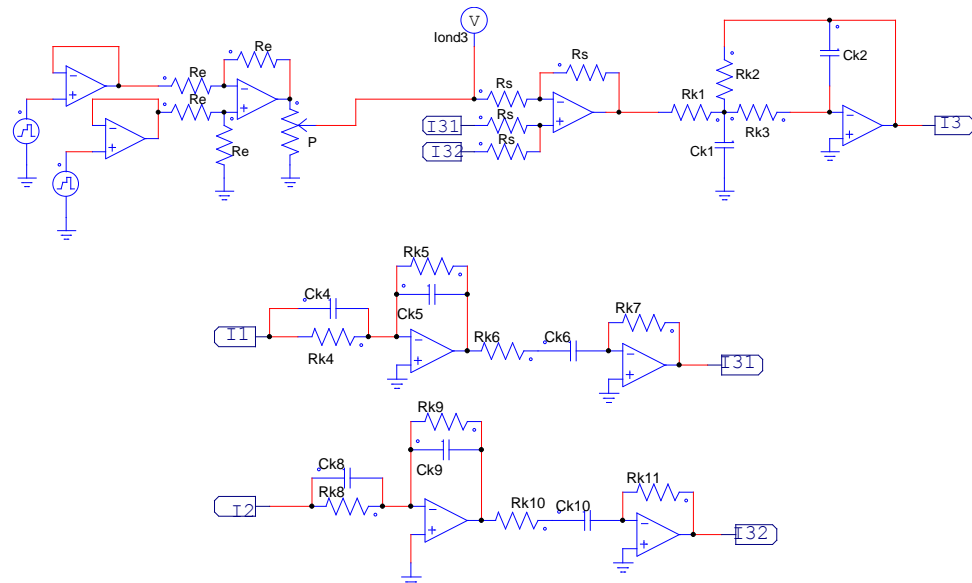 V
Iond3
Re
Re
Re
Re
P
Rs
Rs
Rs
Rs
I31
I32
Rk1
Rk2
Rk3
Ck1
Ck2
I3
Rk5
Ck4
Ck5
I1
Rk4
Rk6
Ck6
Rk7
I31
Rk9
Ck8
Ck9
Rk8
I2
Rk10
Ck10
Rk11
I32